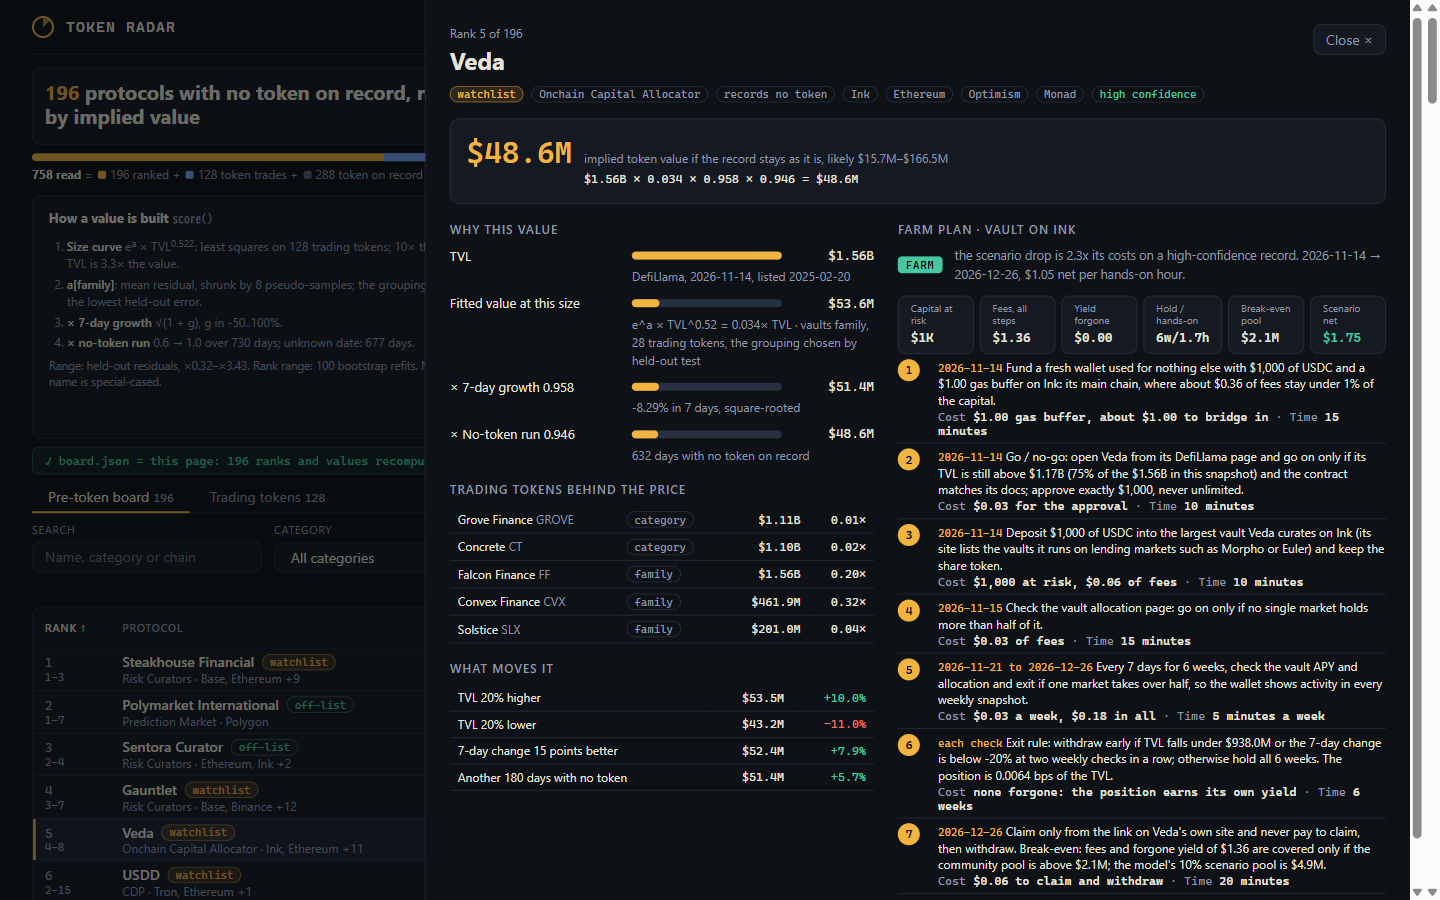 TOKEN RADAR
196 protocols with no token on record, r
by implied value
758 read = 196 ranked + 128 token trades + 288 token on record
How a value is built score()
1. Size curve eᵃ × TVL⁰·⁵²²: least squares on 128 trading tokens; 10× th
TVL is 3.3× the value.
2. a[family]: mean residual, shrunk by 8 pseudo-samples; the grouping
the lowest held-out error.
3. × 7-day growth √(1 + g), g in -50..100%.
4. × no-token run 0.6 → 1.0 over 730 days; unknown date: 677 days.
Range: held-out residuals, ×0.32–×3.43. Rank range: 100 bootstrap refits. N
name is special-cased.
✓ board.json = this page: 196 ranks and values recompu
Pre-token board 196
Trading tokens 128
SEARCH
CATEGORY
Name, category or chain
All categories
RANK ↑
PROTOCOL
1
1–3
Steakhouse Financial watchlist
Risk Curators · Base, Ethereum +9
2
1–7
Polymarket International off-list
Prediction Market · Polygon
3
2–4
Sentora Curator off-list
Risk Curators · Ethereum, Ink +2
4
3–7
Gauntlet watchlist
Risk Curators · Base, Binance +12
5
4–8
Veda watchlist
Onchain Capital Allocator · Ink, Ethereum +11
6
2–15
USDD watchlist
CDP · Tron, Ethereum +1
Rank 5 of 196
Close ×
Veda
watchlist
Onchain Capital Allocator
records no token
Ink
Ethereum
Optimism
Monad
high confidence
$48.6M implied token value if the record stays as it is, likely $15.7M–$166.5M
$1.56B × 0.034 × 0.958 × 0.946 = $48.6M
WHY THIS VALUE
TVL
$1.56B
DefiLlama, 2026-11-14, listed 2025-02-20
Fitted value at this size
$53.6M
e^a × TVL^0.52 = 0.034× TVL · vaults family,
28 trading tokens, the grouping chosen by
held-out test
× 7-day growth 0.958
$51.4M
-8.29% in 7 days, square-rooted
× No-token run 0.946
$48.6M
632 days with no token on record
TRADING TOKENS BEHIND THE PRICE
Grove Finance GROVE category $1.11B 0.01×
Concrete CT category $1.10B 0.02×
Falcon Finance FF family $1.56B 0.20×
Convex Finance CVX family $461.9M 0.32×
Solstice SLX family $201.0M 0.04×
WHAT MOVES IT
TVL 20% higher $53.5M +10.0%
TVL 20% lower $43.2M −11.0%
7-day change 15 points better $52.4M +7.9%
Another 180 days with no token $51.4M +5.7%
FARM PLAN · VAULT ON INK
FARM
the scenario drop is 2.3x its costs on a high-confidence record. 2026-11-14 →
2026-12-26, $1.05 net per hands-on hour.
Capital at
risk
$1K
Fees, all
steps
$1.36
Yield
forgone
$0.00
Hold /
hands-on
6w/1.7h
Break-even
pool
$2.1M
Scenario
net
$1.75
1
2026-11-14 Fund a fresh wallet used for nothing else with $1,000 of USDC and a
$1.00 gas buffer on Ink: its main chain, where about $0.36 of fees stay under 1% of
the capital.
Cost $1.00 gas buffer, about $1.00 to bridge in · Time 15
minutes
2
2026-11-14 Go / no-go: open Veda from its DefiLlama page and go on only if its
TVL is still above $1.17B (75% of the $1.56B in this snapshot) and the contract
matches its docs; approve exactly $1,000, never unlimited.
Cost $0.03 for the approval · Time 10 minutes
3
2026-11-14 Deposit $1,000 of USDC into the largest vault Veda curates on Ink (its
site lists the vaults it runs on lending markets such as Morpho or Euler) and keep the
share token.
Cost $1,000 at risk, $0.06 of fees · Time 10 minutes
4
2026-11-15 Check the vault allocation page: go on only if no single market holds
more than half of it.
Cost $0.03 of fees · Time 15 minutes
5
2026-11-21 to 2026-12-26 Every 7 days for 6 weeks, check the vault APY and
allocation and exit if one market takes over half, so the wallet shows activity in every
weekly snapshot.
Cost $0.03 a week, $0.18 in all · Time 5 minutes a week
6
each check Exit rule: withdraw early if TVL falls under $938.0M or the 7-day change
is below -20% at two weekly checks in a row; otherwise hold all 6 weeks. The
position is 0.0064 bps of the TVL.
Cost none forgone: the position earns its own yield · Time 6
weeks
7
2026-12-26 Claim only from the link on Veda's own site and never pay to claim,
then withdraw. Break-even: fees and forgone yield of $1.36 are covered only if the
community pool is above $2.1M; the model's 10% scenario pool is $4.9M.
Cost $0.06 to claim and withdraw · Time 20 minutes